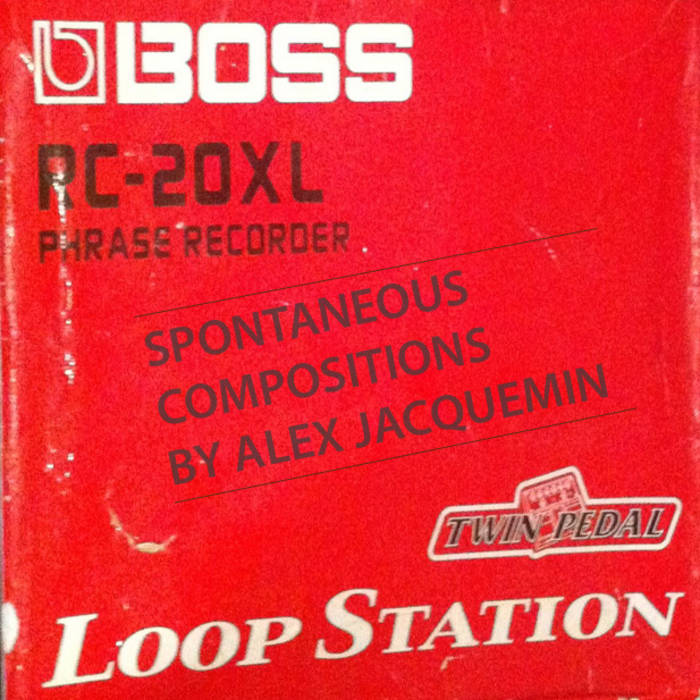 BOSS
RC-20XL
PHRASE RECORDER
SPONTANEOUS
COMPOSITIONS
BY ALEX JACQUEMIN
TWIN PEDAL
LOOP STATION